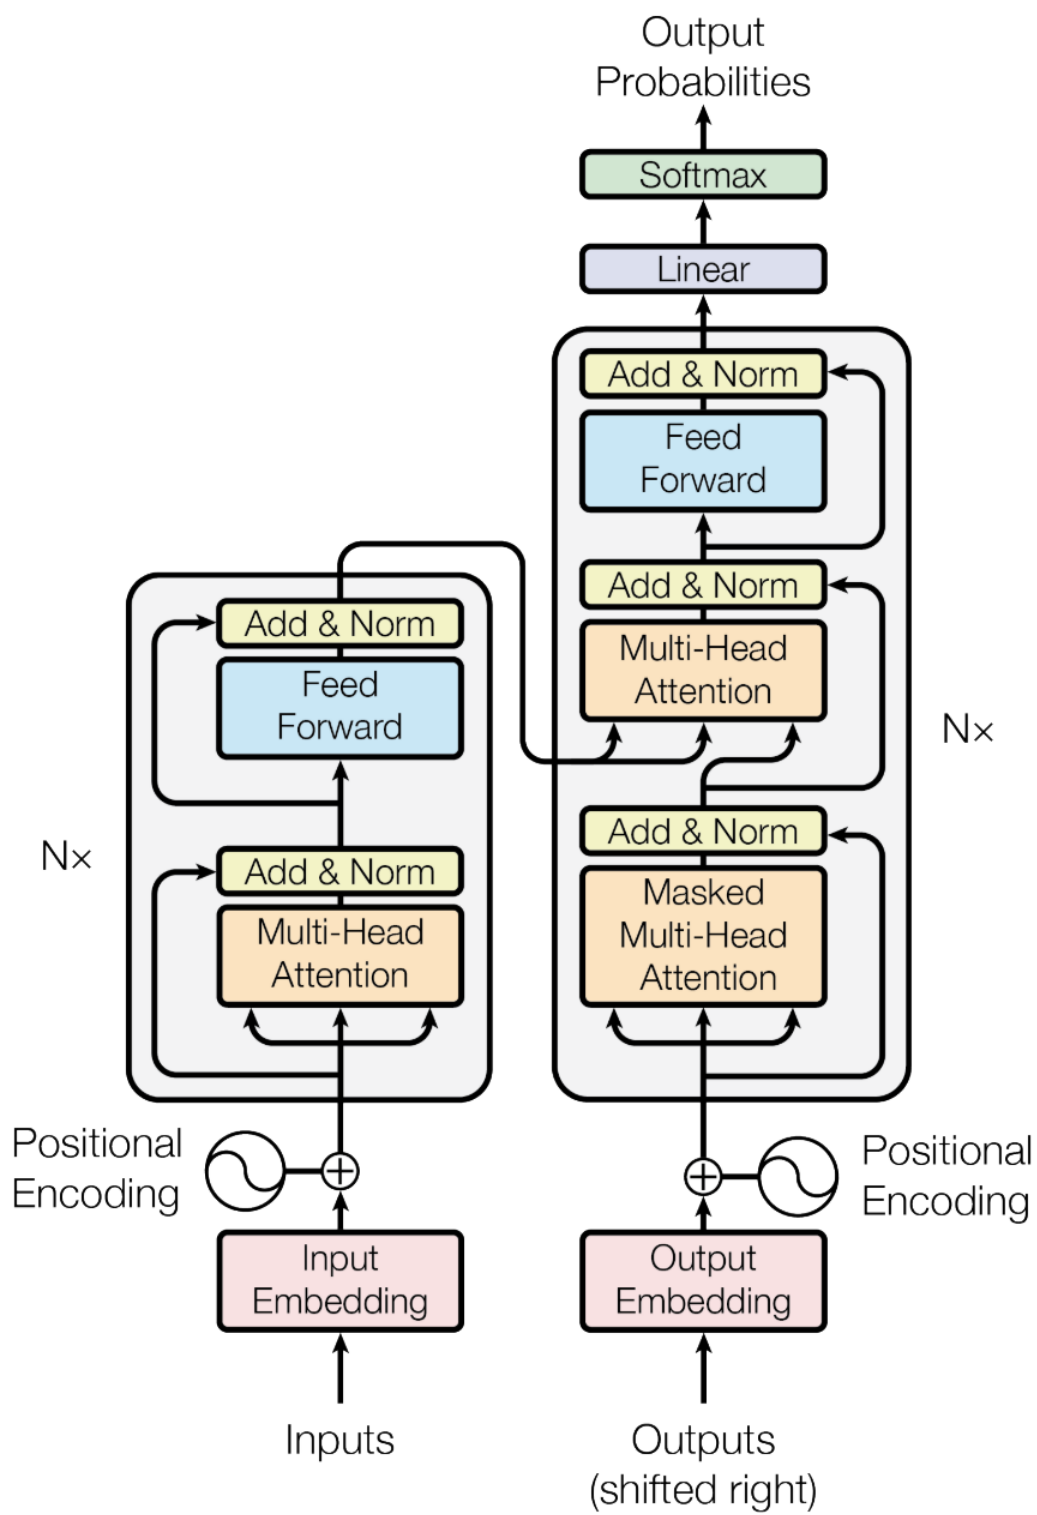 Output
Probabilities
Softmax
Linear
Add & Norm
Feed
Forward
Add & Norm
Multi-Head
Attention
Add & Norm
Masked
Multi-Head
Attention
N×
Add & Norm
Feed
Forward
Add & Norm
Multi-Head
Attention
N×
Positional
Encoding
Positional
Encoding
Input
Embedding
Output
Embedding
Inputs
Outputs
(shifted right)